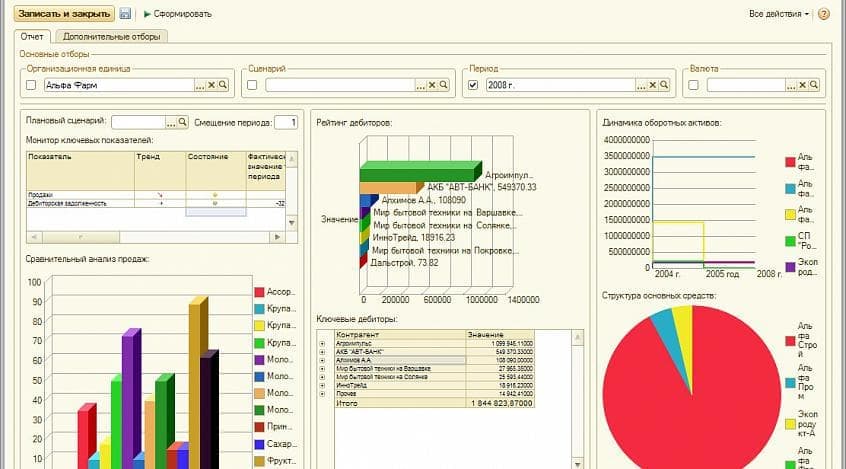 Записать и закрыть
Сформировать
Все действия
Отчет
Дополнительные отборы
Основные отборы
Организационная единица
Альфа Фарм
Сценарий
Период
2008 г.
Валюта
Плановый сценарий:
Смещение периода: 1
Монитор ключевых показателей:
Показатель Тренд Состояние Фактическ
значение
периода
Продажи
Дебиторская задолженность -32
Сравнительный анализ продаж:
100
90
80
70
60
50
40
30
20
10
Ассор...
Крупа...
Крупа...
Крупа...
Моло...
Моло...
Моло...
Моло...
Прин...
Сахар...
Фрукт...
Рейтинг дебиторов:
Значение
Агроимпул...
АКБ "АВТ-БАНК", 549370.33
Алхимов А.А., 108090
Мир бытовой техники на Варшавке,...
Мир бытовой техники на Солянке,...
ИнноТрейд, 18916.23
Мир бытовой техники на Покровке,...
Дальстрой, 73.82
0 200000 600000 1000000 1400000
Ключевые дебиторы:
Контрагент Значение
Агроимпульс 1 099 945,11000
АКБ "АВТ-БАНК" 549 370,33000
Алхимов А.А. 108 090,00000
Мир бытовой техники на Варшавке 27 965,35000
Мир бытовой техники на Солянке 25 593,44000
ИнноТрейд 18 916,23000
Прочее 14 942,41000
Итого 1 844 823,87000
Динамика оборотных активов:
4000000000
3500000000
3000000000
2500000000
2000000000
1500000000
1000000000
500000000
0
2004 г. 2005 год 2008 г.
Аль
фа..
Аль
фа..
Аль
фа..
СП
"Ро..
Экоп
род..
Структура основных средств:
Аль
фа
Стро
й
Аль
фа
Про
м
Экоп
роду
кт-А
Аль
фа